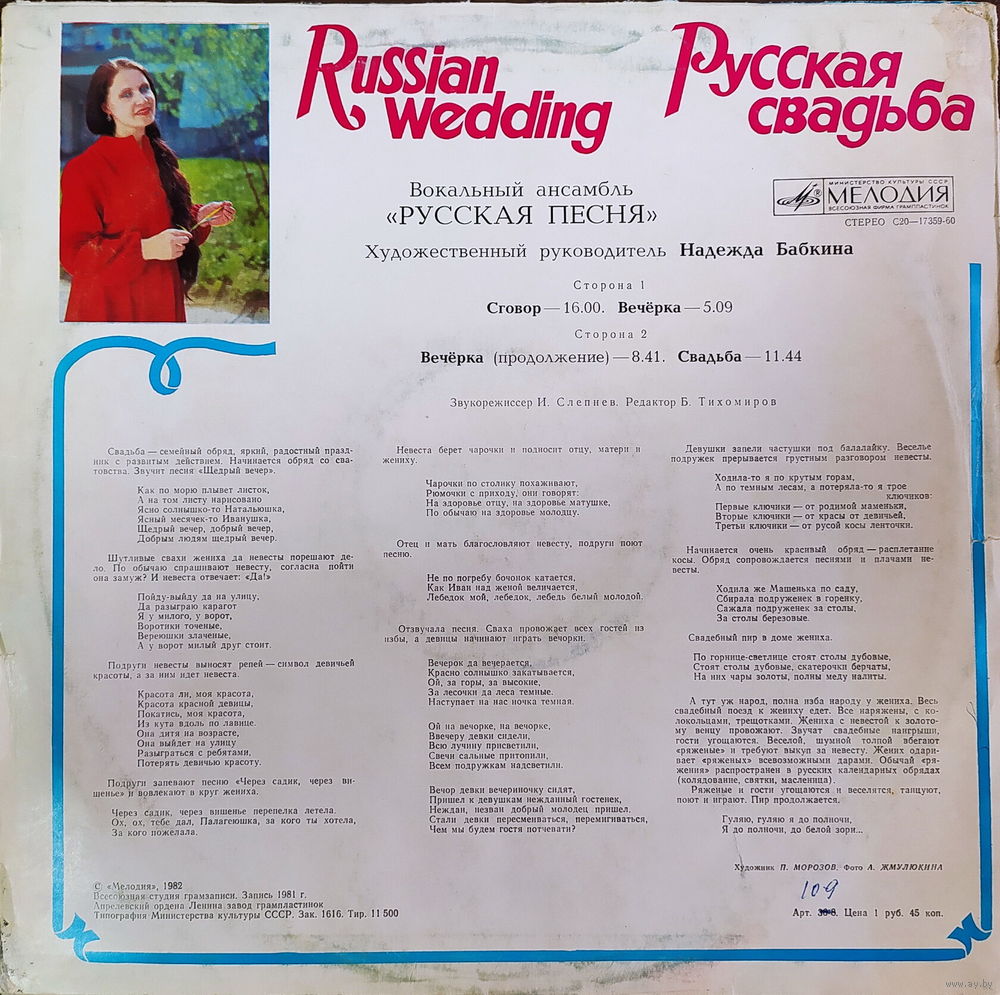 Russian
wedding
Русская
свадьба
Вокальный ансамбль
«РУССКАЯ ПЕСНЯ»
МИНИСТЕРСТВО КУЛЬТУРЫ СССР
МЕЛОДИЯ
ВСЕСОЮЗНАЯ ФИРМА ГРАМПЛАСТИНОК
СТЕРЕО С20—17359-60
Художественный руководитель Надежда Бабкина
Сторона 1
Сговор — 16.00. Вечёрка — 5.09
Сторона 2
Вечёрка (продолжение) — 8.41. Свадьба — 11.44
Звукорежиссер И. Слепнев. Редактор Б. Тихомиров
Свадьба — семейный обряд, яркий, радостный празд-
ник с развитым действием. Начинается обряд со сва-
товства. Звучит песня «Щедрый вечер».
Как по морю плывет листок,
А на том листу нарисовано
Ясно солнышко-то Натальюшка,
Ясный месячек-то Иванушка,
Щедрый вечер, добрый вечер,
Добрым людям щедрый вечер.
Шутливые свахи жениха да невесты порешают де-
ло. По обычаю спрашивают невесту, согласна пойти
она замуж? И невеста отвечает: «Да!»
Пойду-выйду да на улицу,
Да разыграю карагот
Я у милого, у ворот,
Воротики точеные,
Вереюшки злаченые,
А у ворот милый друг стоит.
Подруги невесты выносят репей — символ девичьей
красоты, а за ним идет невеста.
Красота ли, моя красота,
Красота красной девицы,
Покатись, моя красота,
Из кута вдоль по лавице.
Она дитя на возрасте,
Она выйдет на улицу
Разыграться с ребятами,
Потерять девичью красоту.
Подруги запевают песню «Через садик, через ви-
шенье» и вовлекают в круг жениха.
Через садик, через вишенье перепелка летела.
Ох, ох, тебе дал, Палагеюшка, за кого ты хотела,
За кого пожелала.
Невеста берет чарочки и подносит отцу, матери и
жениху.
Чарочки по столику похаживают,
Рюмочки с приходу, они говорят:
На здоровье отцу, на здоровье матушке,
По обычаю на здоровье молодцу.
Отец и мать благословляют невесту, подруги поют
песню.
Не по погребу бочонок катается,
Как Иван над женой величается,
Лебедок мой, лебедок, лебедь белый молодой.
Отзвучала песня. Сваха провожает всех гостей из
избы, а девицы начинают играть вечорки.
Вечерок да вечерается,
Красно солнышко закатывается,
Ой, за горы, за высокие,
За лесочки да леса темные.
Наступает на нас ночка темная.
Ой на вечорке, на вечорке,
Ввечеру девки сидели,
Всю лучину присветили,
Свечи сальные притопили,
Всем подружкам надсветили.
Вечор девки вечериночку сидят,
Пришел к девушкам нежданный гостенек,
Неждан, незван добрый молодец пришел.
Стали девки пересмеиваться, перемигиваться,
Чем мы будем гостя потчевати?
Девушки запели частушки под балалайку. Веселье
подружек прерывается грустным разговором невесты.
Ходила-то я по крутым горам,
А по темным лесам, а потеряла-то я трое
ключиков:
Первые ключики — от родимой маменьки,
Вторые ключики — от красы от девичьей,
Третьи ключики — от русой косы ленточки.
Начинается очень красивый обряд — расплетание
косы. Обряд сопровождается песнями и плачами не-
весты.
Ходила же Машенька по саду,
Сбирала подруженек в горенку,
Сажала подруженек за столы,
За столы березовые.
Свадебный пир в доме жениха.
По горнице-светлице стоят столы дубовые,
Стоят столы дубовые, скатерочки берчаты,
На них чары золоты, полны меду налиты.
А тут уж народ, полна изба народу у жениха. Весь
свадебный поезд к жениху едет. Все наряжены, с ко-
локольцами, трещотками. Жениха с невестой к золото-
му венцу провожают. Звучат свадебные наигрыши,
гости угощаются. Веселой, шумной толпой вбегают
«ряженые» и требуют выкуп за невесту. Жених одари-
вает «ряженых» всевозможными дарами. Обычай «ря-
жения» распространен в русских календарных обрядах
(колядование, святки, масленица).
Ряженые и гости угощаются и веселятся, танцуют,
поют и играют. Пир продолжается.
Гуляю, гуляю я до полночи,
Я до полночи, до белой зори...
Художник П. МОРОЗОВ. Фото А. ЖМУЛЮКИНА
© «Мелодия», 1982
Всесоюзная студия грамзаписи. Запись 1981 г.
Апрелевский ордена Ленина завод грампластинок
Типография Министерства культуры СССР. Зак. 1616. Тир. 11 500
109
Арт. Цена 1 руб. 45 коп.
www.ay.by